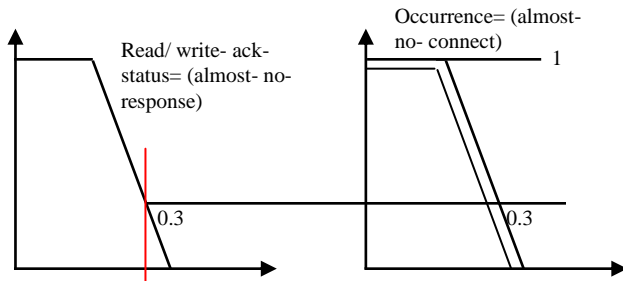 Read/ write- ack-
status= (almost- no-
response)
0.3
Occurrence= (almost-
no- connect)
1
0.3